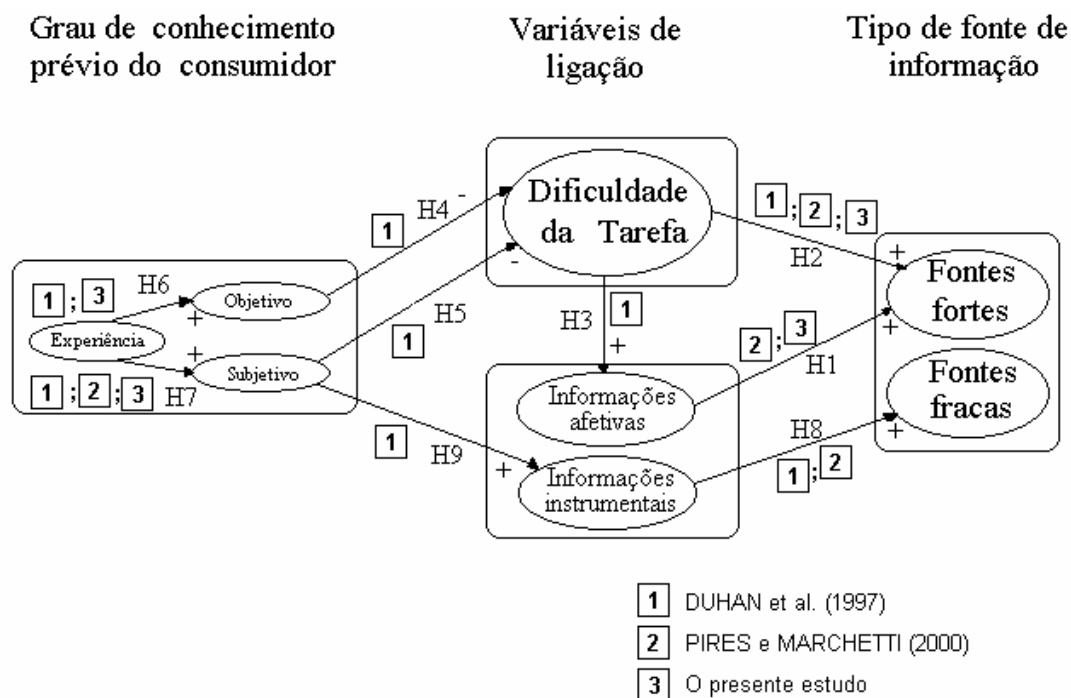 Grau de conhecimento
prévio do consumidor
Variáveis de
ligação
Tipo de fonte de
informação
Dificuldade
da Tarefa
1 H4 -
1 ; 2 ; 3
H2 +
1 ; 3 H6
Objetivo
+
Experiência
+
Subjetivo
1 ; 2 ; 3 H7
-
H5
1
H3 1
+
2 ; 3
H1
+
Fontes
fortes
Fontes
fracas
+
Informações
afetivas
Informações
instrumentais
1 H9 +
H8
1 ; 2
1 DUHAN et al. (1997)
2 PIRES e MARCHETTI (2000)
3 O presente estudo